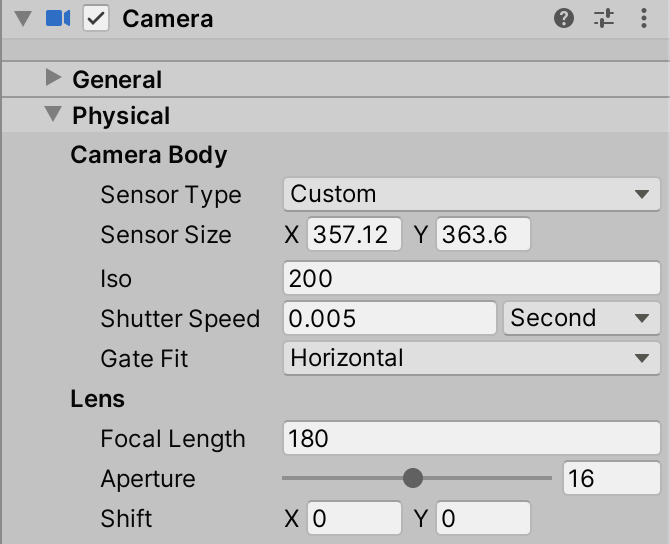 Camera
General
Physical
Camera Body
Sensor Type Custom
Sensor Size X 357.12 Y 363.6
Iso 200
Shutter Speed 0.005 Second
Gate Fit Horizontal
Lens
Focal Length 180
Aperture 16
Shift X 0 Y 0